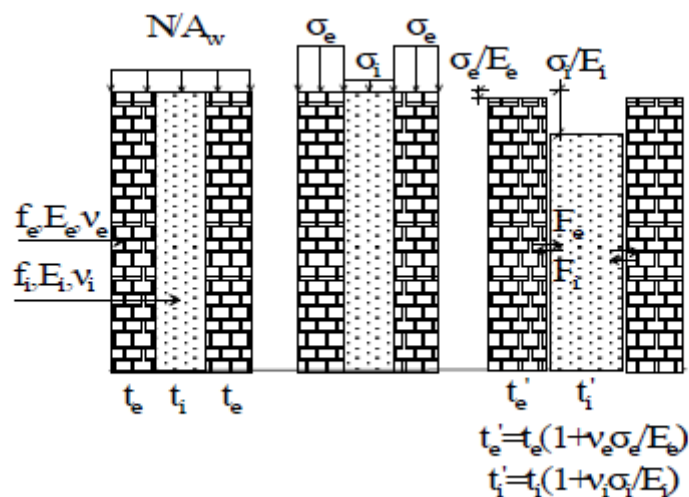 N/A_w
σ_e σ_e
σ_i
σ_e/E_e σ_i/E_i
f_e,E_e,ν_e
f_i,E_i,ν_i
F_e
F_i
t_e t_i t_e
t_e' t_i'
t_e'=t_e(1+ν_eσ_e/E_e)
t_i'=t_i(1+ν_iσ_i/E_i)